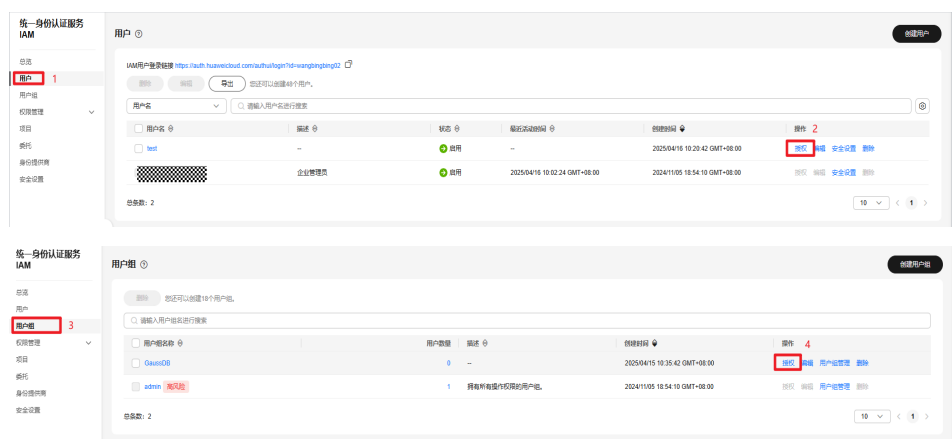 统一身份认证服务
IAM
总览
用户 1
用户组
权限管理
项目
委托
身份提供商
安全设置
用户
创建用户
IAM用户登录链接 https://auth.huaweicloud.com/authui/login?id=wangbingbing02
删除 编辑 导出 您还可以创建48个用户。
用户名 请输入用户名进行搜索
用户名 描述 状态 最近活动时间 创建时间 操作 2
test -- 启用 -- 2025/04/16 10:20:42 GMT+08:00 授权 编辑 安全设置 删除
企业管理员 启用 2025/04/16 10:02:24 GMT+08:00 2024/11/05 18:54:10 GMT+08:00 授权 编辑 安全设置 删除
总条数: 2
10 1
统一身份认证服务
IAM
总览
用户
用户组 3
权限管理
项目
委托
身份提供商
安全设置
用户组
创建用户组
删除 您还可以创建18个用户组。
请输入用户组名进行搜索
用户组名称 用户数量 描述 创建时间 操作 4
GaussDB 0 -- 2025/04/15 10:35:42 GMT+08:00 授权 编辑 用户组管理 删除
admin 高风险 1 拥有所有操作权限的用户组。 2024/11/05 18:54:10 GMT+08:00 授权 编辑 用户组管理 删除
总条数: 2
10 1